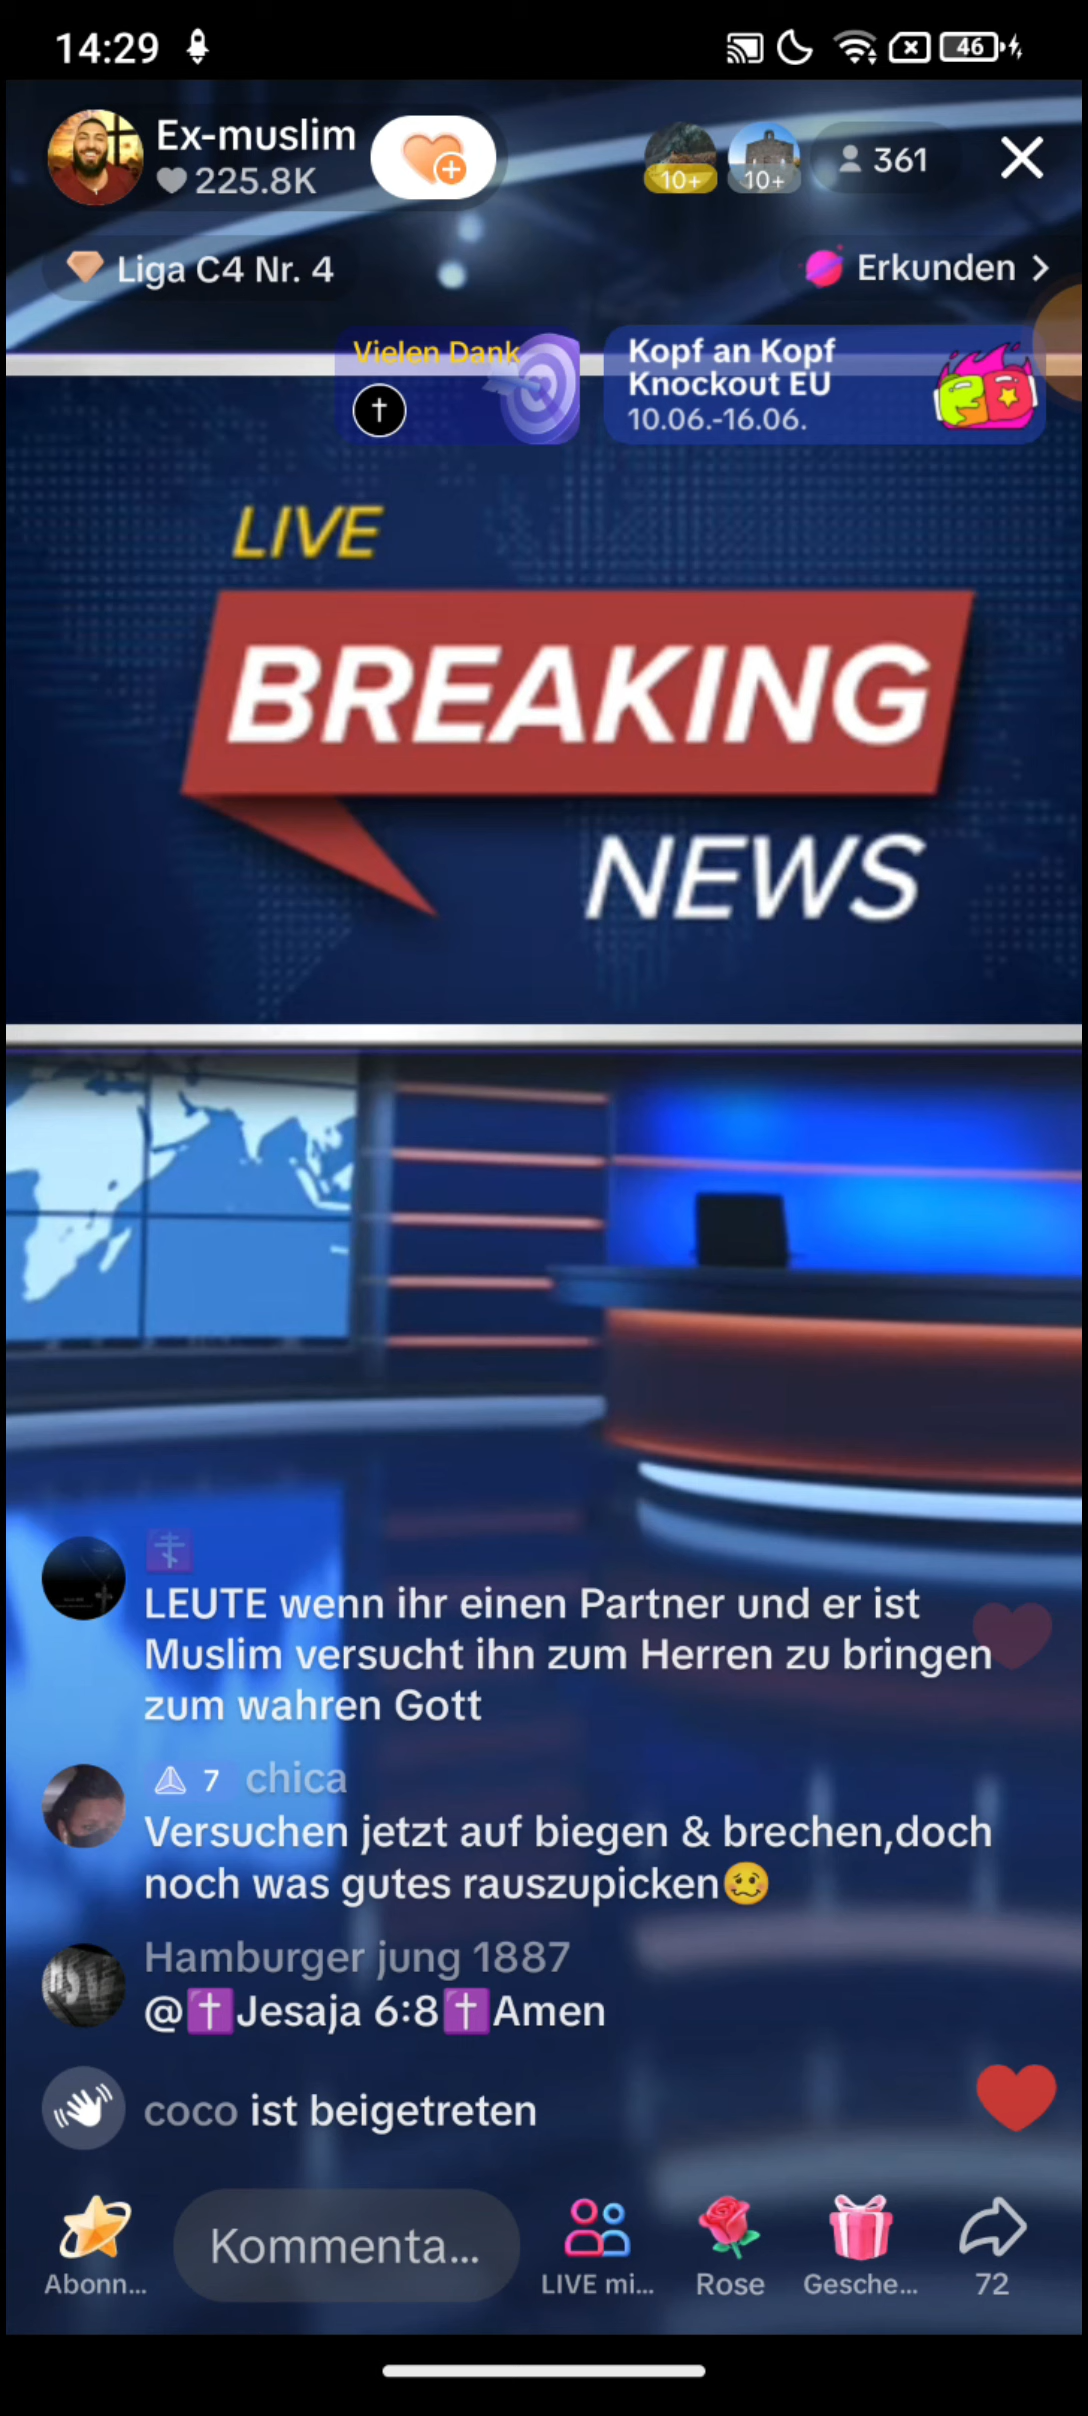 14:29
46
Ex-muslim
225.8K
10+
10+
361
Liga C4 Nr. 4
Erkunden
Vielen Dank
Kopf an Kopf
Knockout EU
10.06.-16.06.
LIVE
BREAKING
NEWS
LEUTE wenn ihr einen Partner und er ist
Muslim versucht ihn zum Herren zu bringen
zum wahren Gott
7 chica
Versuchen jetzt auf biegen & brechen,doch
noch was gutes rauszupicken🥴
Hamburger jung 1887
@✝️Jesaja 6:8✝️Amen
coco ist beigetreten
Kommenta...
Abonn...
LIVE mi...
Rose
Gesche...
72